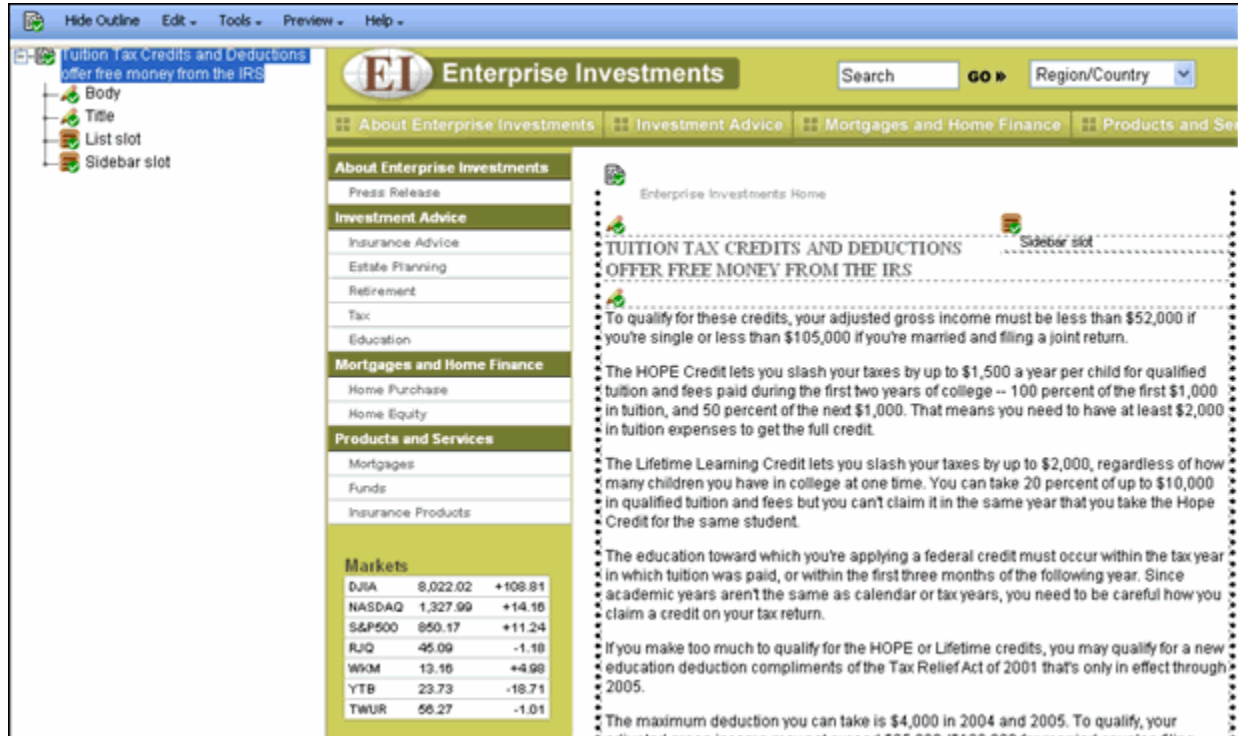 Hide Outline Edit Tools Preview Help
Tuition Tax Credits and Deductions
offer free money from the IRS
Body
Title
List slot
Sidebar slot
EI Enterprise Investments
Search GO » Region/Country
About Enterprise Investments Investment Advice Mortgages and Home Finance Products and Se
About Enterprise Investments
Press Release
Investment Advice
Insurance Advice
Estate Planning
Retirement
Tax
Education
Mortgages and Home Finance
Home Purchase
Home Equity
Products and Services
Mortgages
Funds
Insurance Products
Markets
DJIA 8,022.02 +108.81
NASDAQ 1,327.99 +14.16
S&P500 850.17 +11.24
RJQ 45.09 -1.18
WKM 13.16 +4.98
YTB 23.73 -18.71
TWUR 56.27 -1.01
Enterprise Investments Home
Sidebar slot
TUITION TAX CREDITS AND DEDUCTIONS
OFFER FREE MONEY FROM THE IRS
To qualify for these credits, your adjusted gross income must be less than $52,000 if
you're single or less than $105,000 if you're married and filing a joint return.
The HOPE Credit lets you slash your taxes by up to $1,500 a year per child for qualified
tuition and fees paid during the first two years of college -- 100 percent of the first $1,000
in tuition, and 50 percent of the next $1,000. That means you need to have at least $2,000
in tuition expenses to get the full credit.
The Lifetime Learning Credit lets you slash your taxes by up to $2,000, regardless of how
many children you have in college at one time. You can take 20 percent of up to $10,000
in qualified tuition and fees but you can't claim it in the same year that you take the Hope
Credit for the same student.
The education toward which you're applying a federal credit must occur within the tax year
in which tuition was paid, or within the first three months of the following year. Since
academic years aren't the same as calendar or tax years, you need to be careful how you
claim a credit on your tax return.
If you make too much to qualify for the HOPE or Lifetime credits, you may qualify for a new
education deduction compliments of the Tax Relief Act of 2001 that's only in effect through
2005.
The maximum deduction you can take is $4,000 in 2004 and 2005. To qualify, your